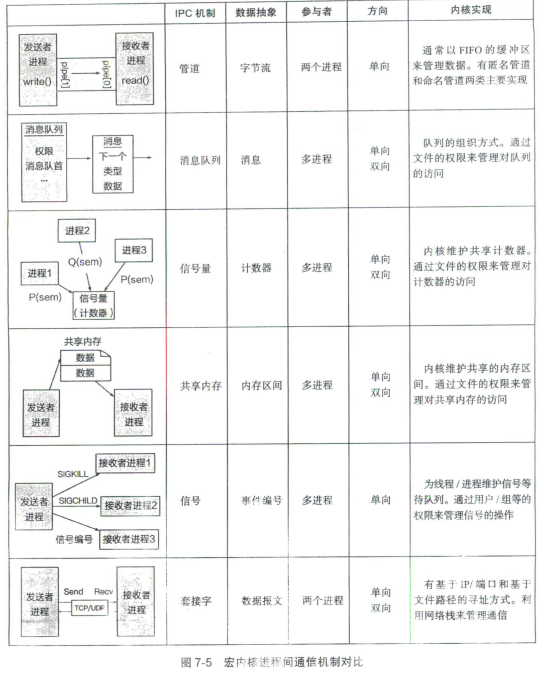 IPC 机制
数据抽象
参与者
方向
内核实现
发送者
进程
write()
pipe[1]
pipe[0]
接收者
进程
read()
管道
字节流
两个进程
单向
通常以 FIFO 的缓冲区
来管理数据。有匿名管道
和命名管道两类主要实现
消息队列
权限
消息队首
...
消息
下一个
类型
数据
消息队列
消息
多进程
单向
双向
队列的组织方式。通过
文件的权限来管理对队列
的访问
进程2
Q(sem)
进程3
进程1
P(sem)
P(sem)
信号量
(计数器)
信号量
计数器
多进程
单向
双向
内核维护共享计数器。
通过文件的权限来管理对
计数器的访问
共享内存
数据
数据
发送者
进程
接收者
进程
共享内存
内存区间
多进程
单向
双向
内核维护共享的内存区
间。通过文件的权限来管
理对共享内存的访问
SIGKILL
接收者进程1
发送者
进程
SIGCHILD
接收者进程2
信号编号
接收者进程3
信号
事件编号
多进程
单向
为线程 / 进程维护信号等
待队列。通过用户 / 组等的
权限来管理信号的操作
发送者
进程
Send
Recv
TCP/UDF
接收者
进程
套接字
数据报文
两个进程
单向
双向
有基于 IP/ 端口和基于
文件路径的寻址方式。利
用网络栈来管理通信
图 7-5 宏内核进程间通信机制对比